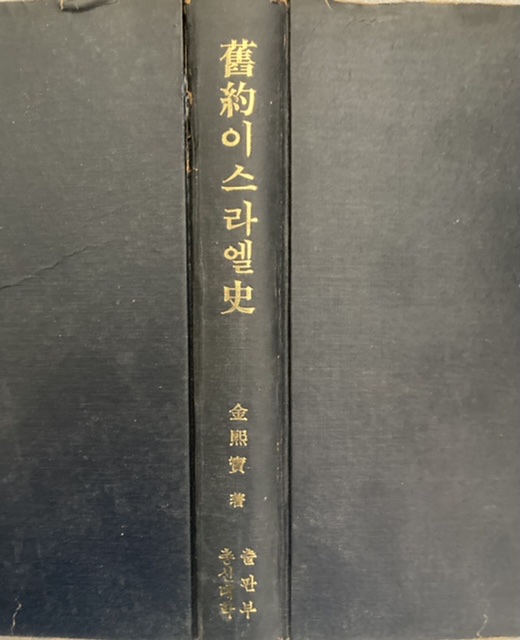 舊約이스라엘史
金熙寶 著
총신대학
출판부